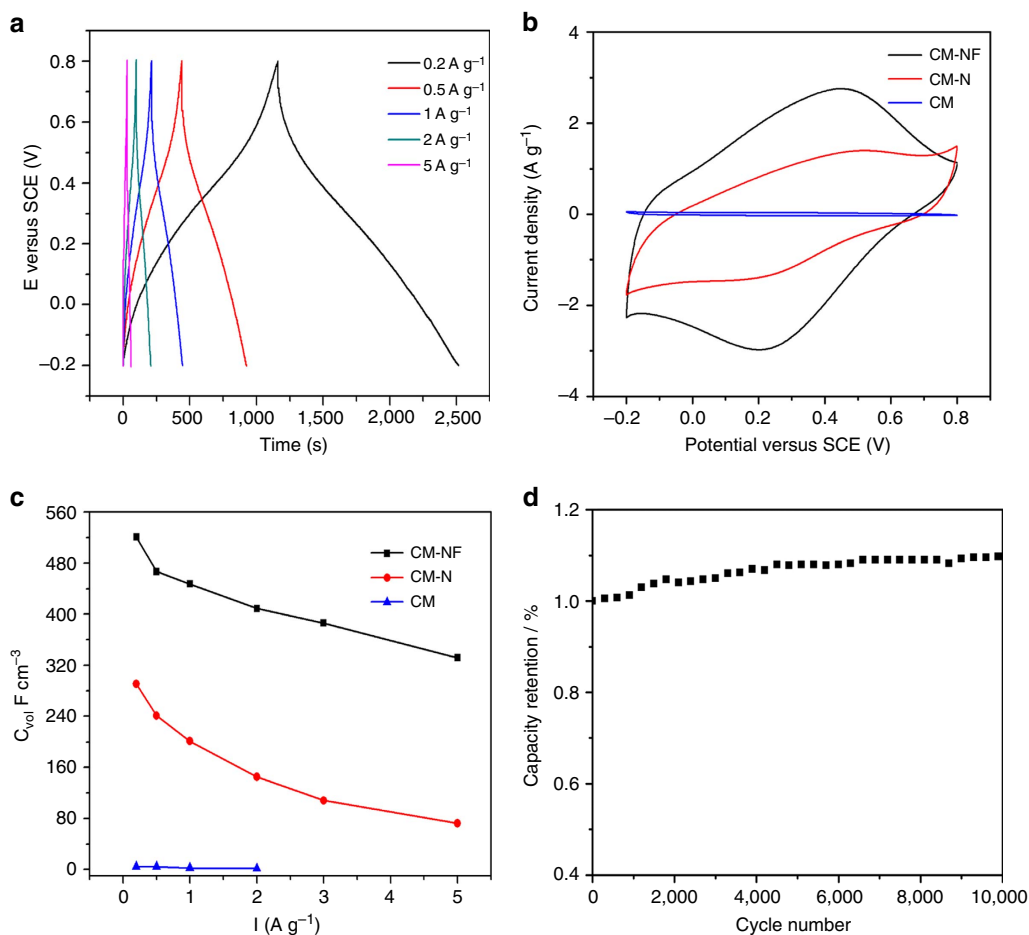 a
0.8
0.6
0.4
0.2
0.0
−0.2
E versus SCE (V)
0.2 A g−1
0.5 A g−1
1 A g−1
2 A g−1
5 A g−1
0 500 1,000 1,500 2,000 2,500
Time (s)
b
4
2
0
−2
−4
Current density (A g−1)
CM-NF
CM-N
CM
−0.2 0.0 0.2 0.4 0.6 0.8
Potential versus SCE (V)
c
560
480
400
320
240
160
80
0
Cvol F cm−3
CM-NF
CM-N
CM
0 1 2 3 4 5
I (A g−1)
d
1.2
1.0
0.8
0.6
0.4
Capacity retention / %
0 2,000 4,000 6,000 8,000 10,000
Cycle number